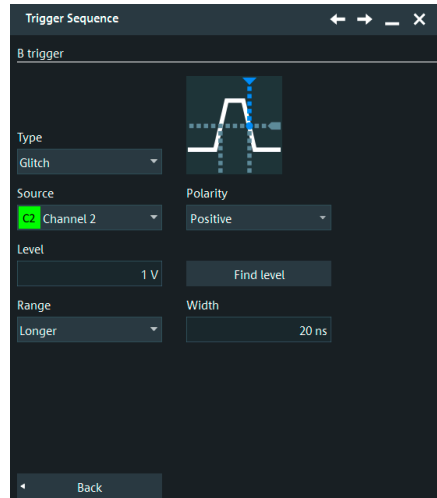 Trigger Sequence
B trigger
Type
Glitch
Source
Polarity
C2 Channel 2
Positive
Level
1 V
Find level
Range
Width
Longer
20 ns
Back